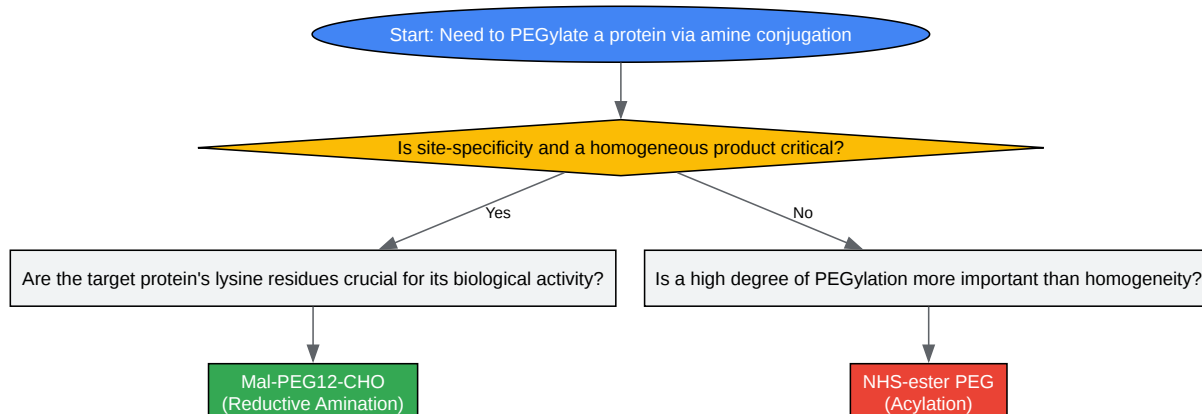 Start: Need to PEGylate a protein via amine conjugation
Is site-specificity and a homogeneous product critical?
Yes
No
Are the target protein's lysine residues crucial for its biological activity?
Is a high degree of PEGylation more important than homogeneity?
Mal-PEG12-CHO
(Reductive Amination)
NHS-ester PEG
(Acylation)